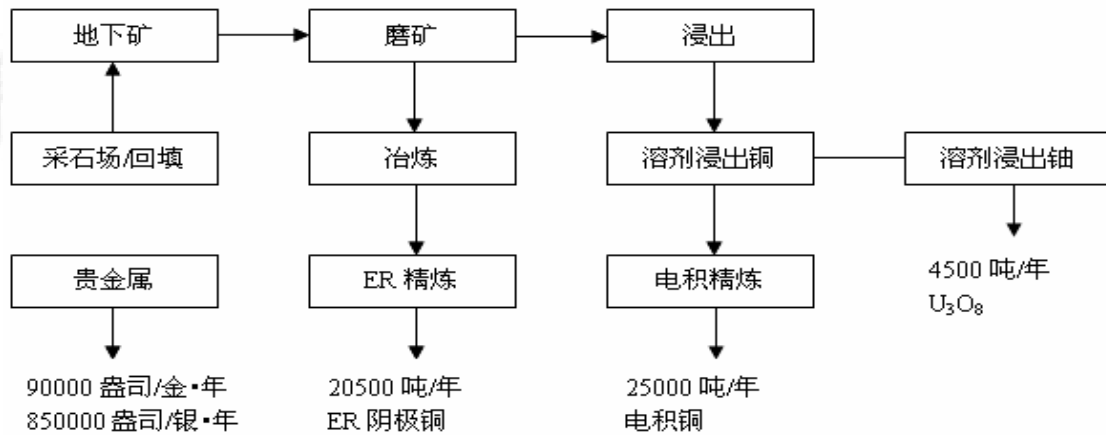 地下矿
磨矿
浸出
采石场/回填
冶炼
溶剂浸出铜
溶剂浸出铀
贵金属
ER 精炼
电积精炼
4500 吨/年
U₃O₈
90000 盎司/金•年
850000 盎司/银•年
20500 吨/年
ER 阴极铜
25000 吨/年
电积铜